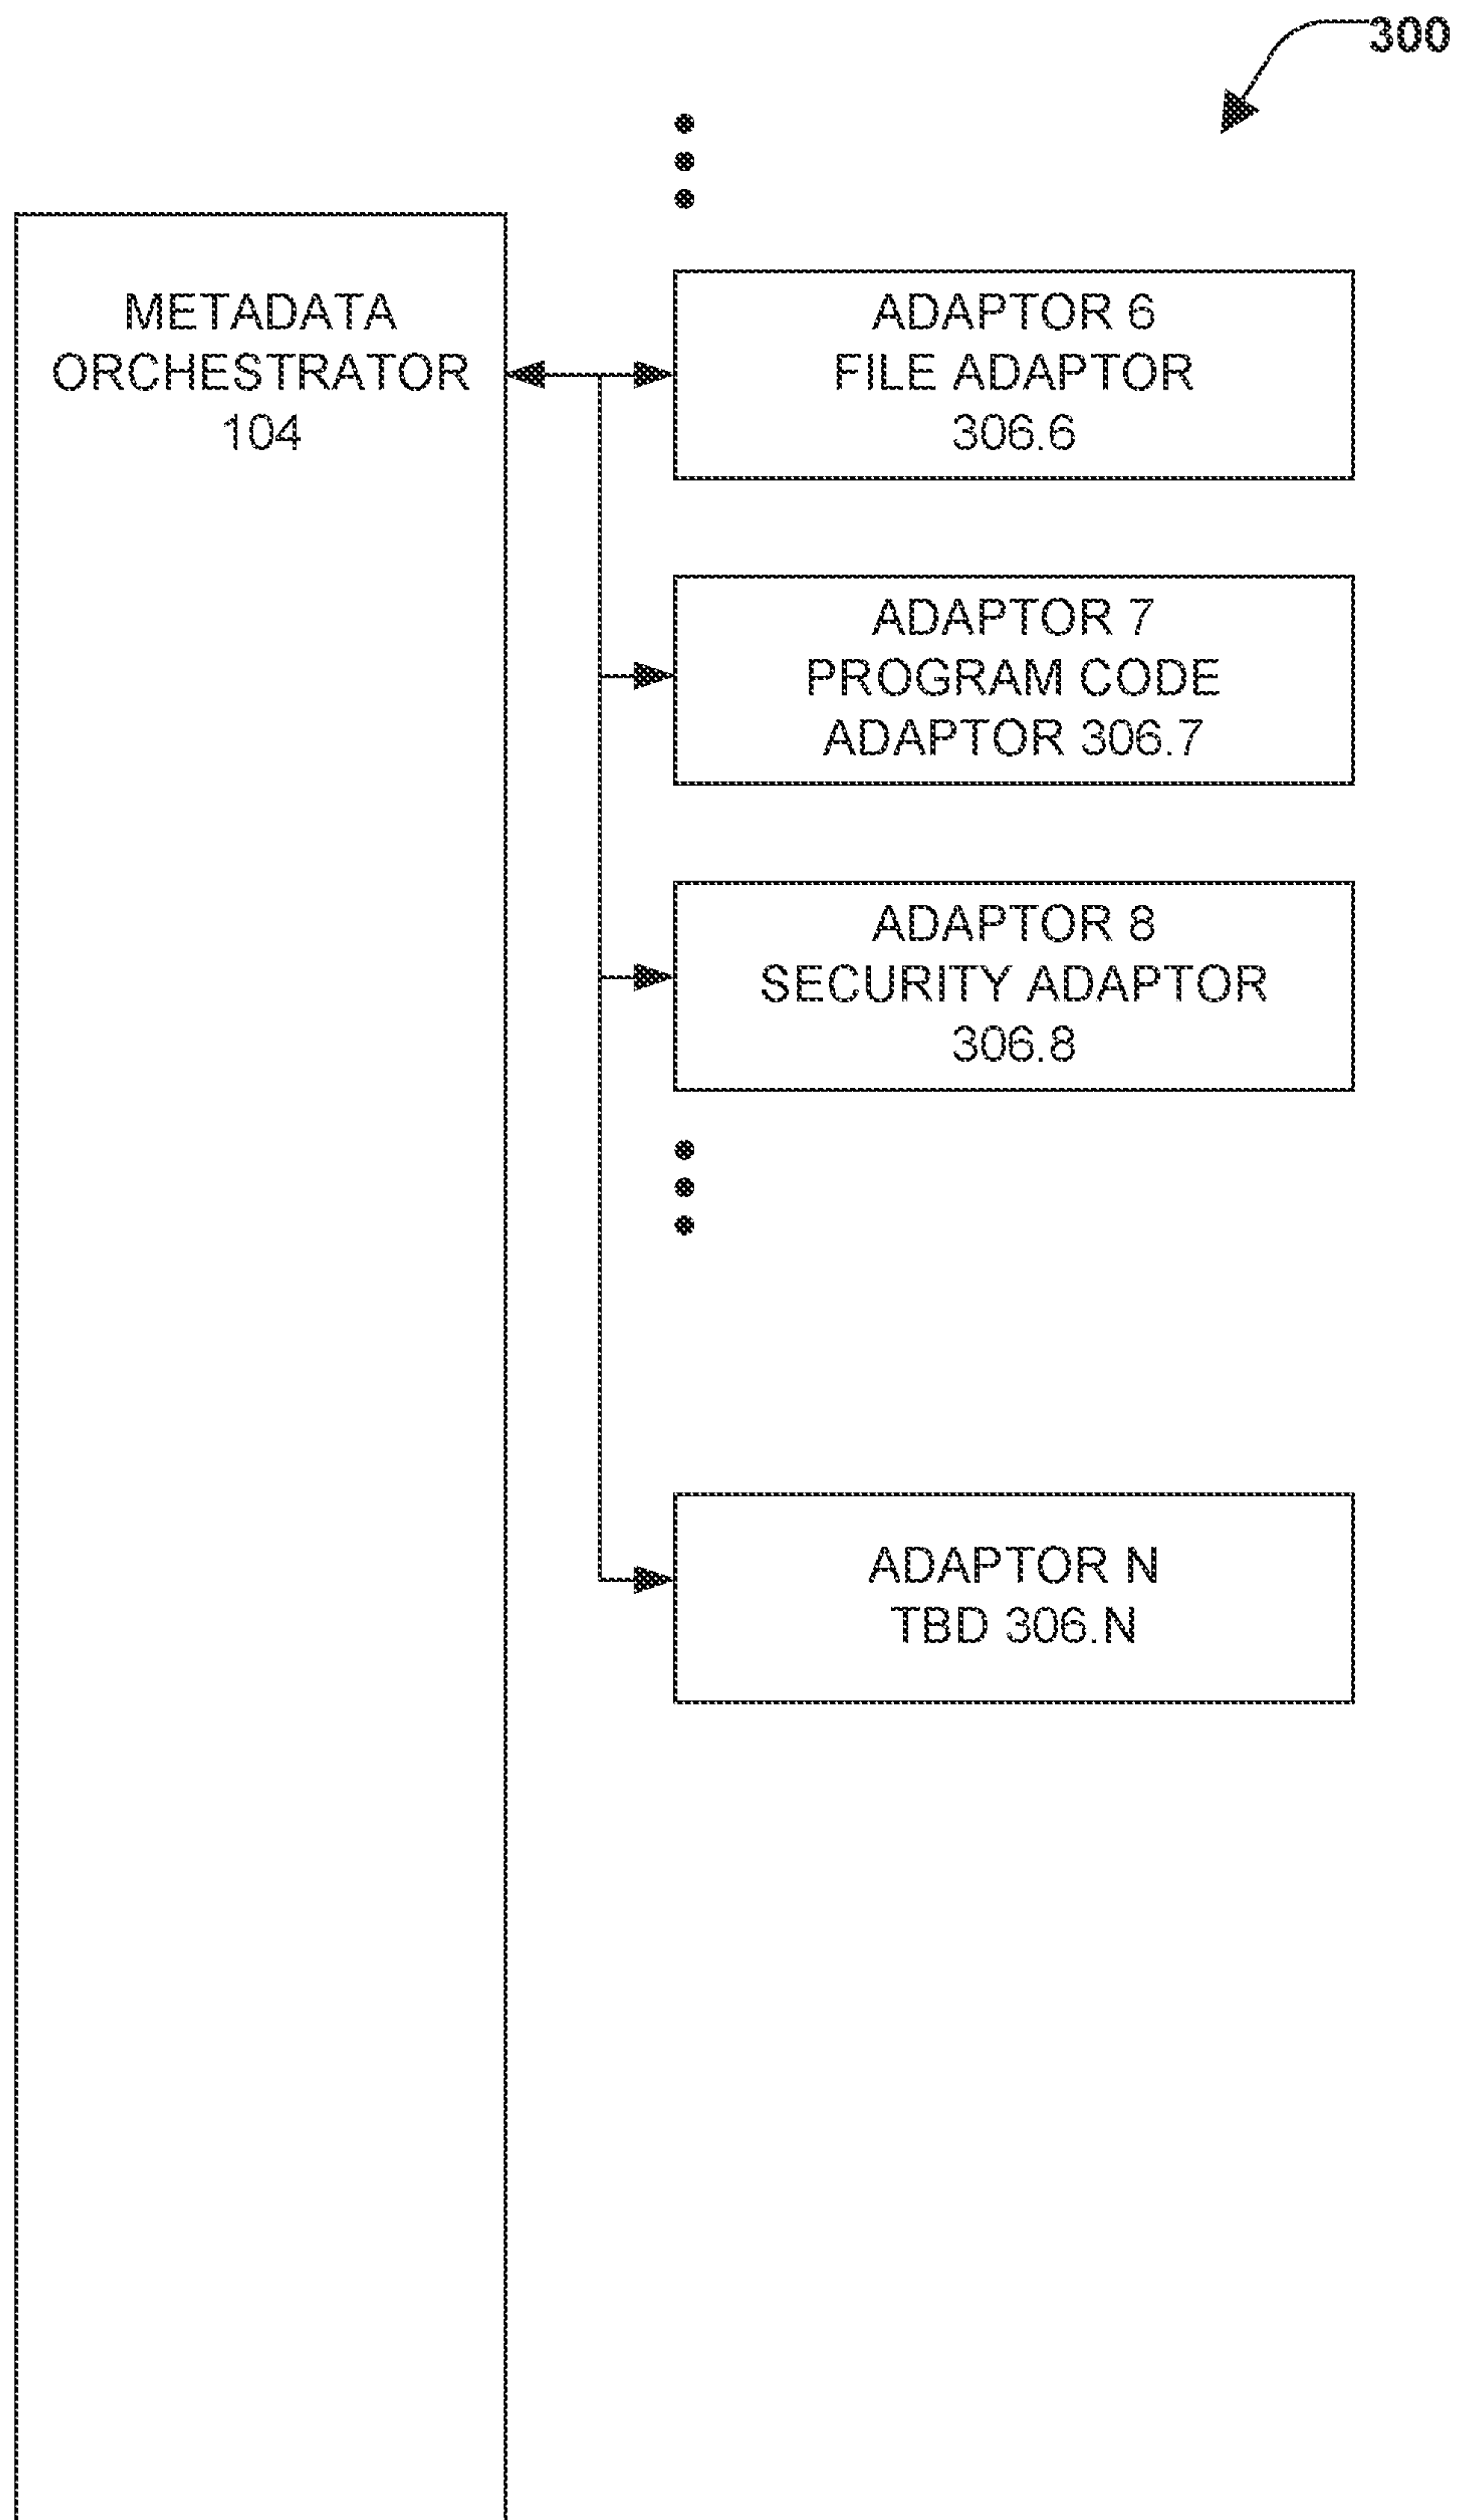 300
METADATA
ORCHESTRATOR
104
ADAPTOR 6
FILE ADAPTOR
306.6
ADAPTOR 7
PROGRAM CODE
ADAPTOR 306.7
ADAPTOR 8
SECURITY ADAPTOR
306.8
ADAPTOR N
TBD 306.N